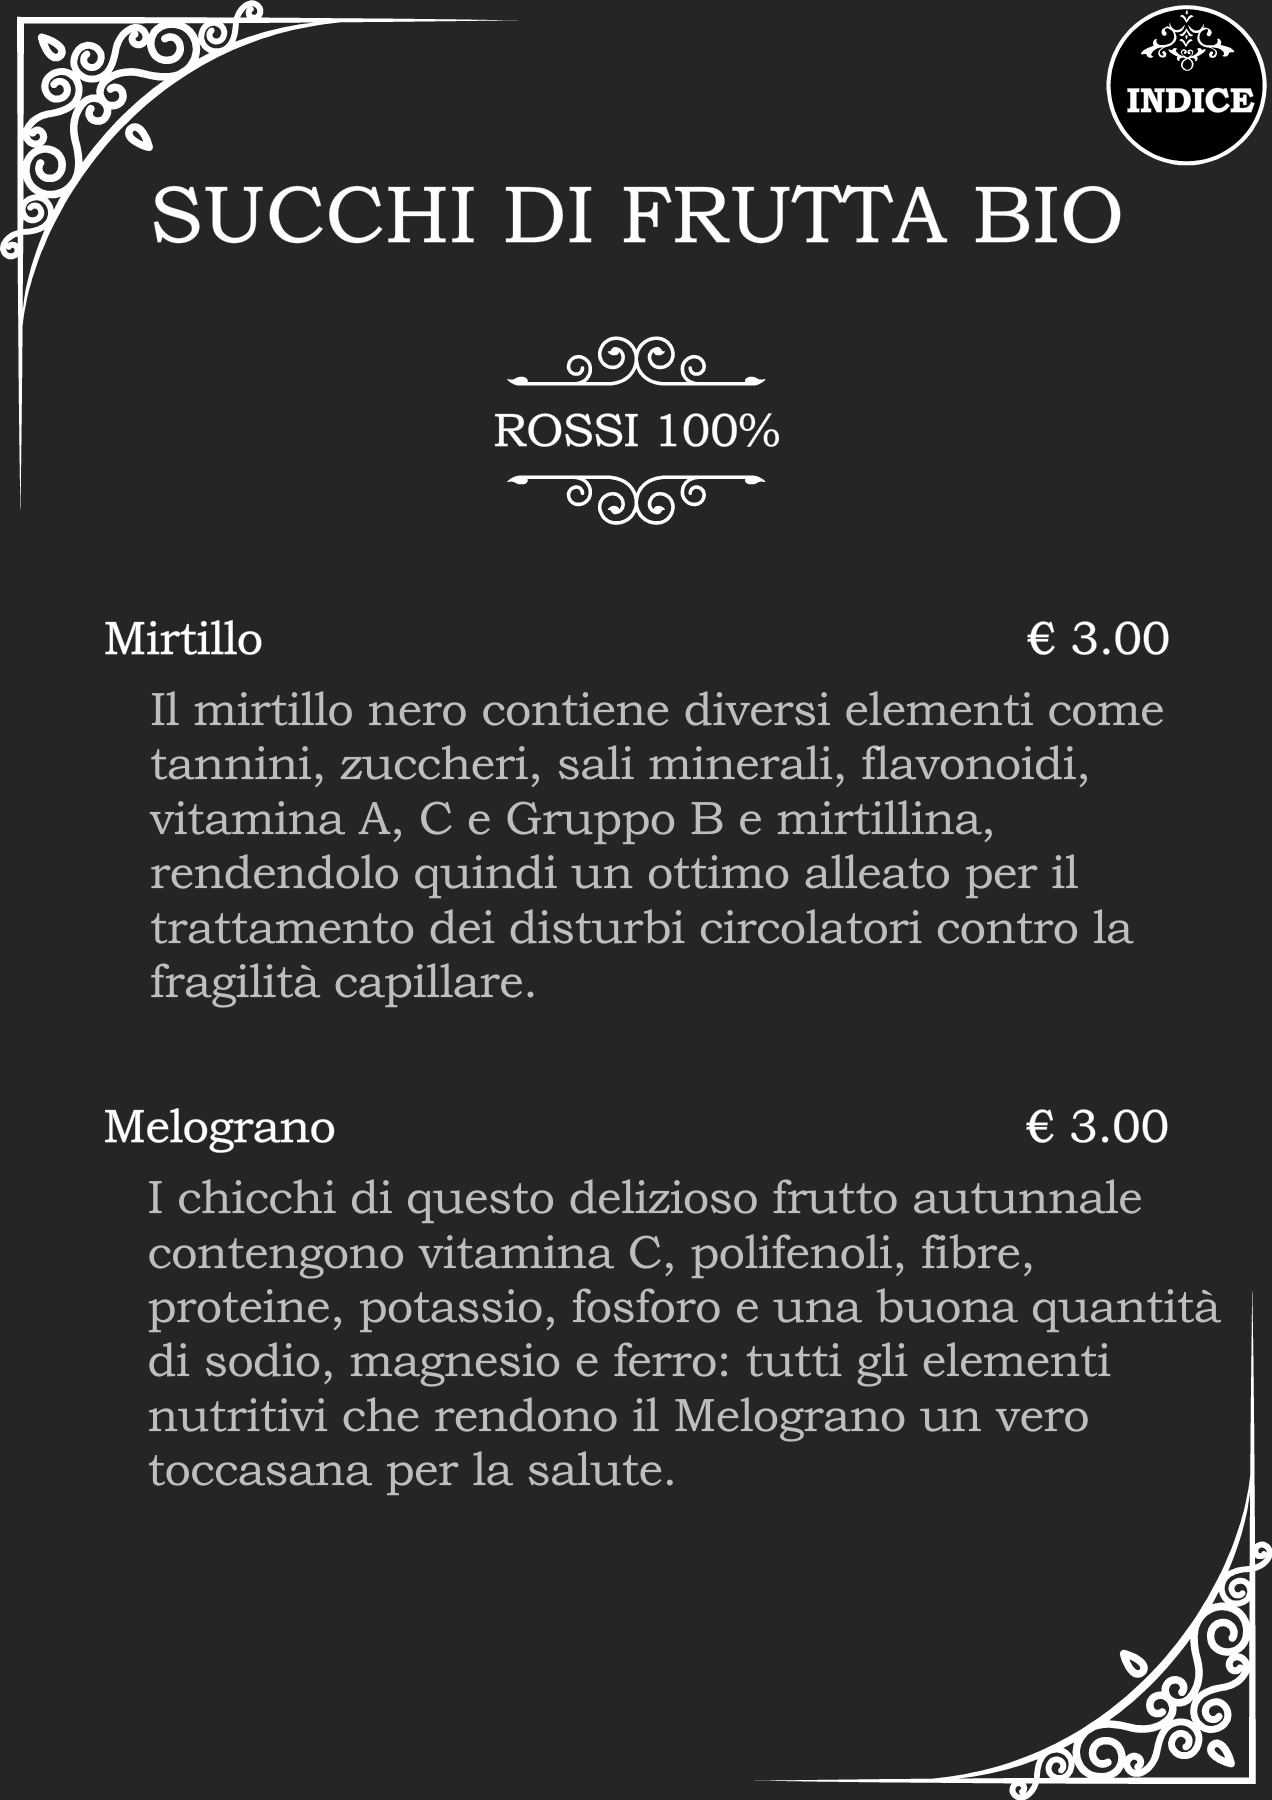 INDICE
SUCCHI DI FRUTTA BIO
ROSSI 100%
Mirtillo € 3.00
Il mirtillo nero contiene diversi elementi come
tannini, zuccheri, sali minerali, flavonoidi,
vitamina A, C e Gruppo B e mirtillina,
rendendolo quindi un ottimo alleato per il
trattamento dei disturbi circolatori contro la
fragilità capillare.
Melograno € 3.00
I chicchi di questo delizioso frutto autunnale
contengono vitamina C, polifenoli, fibre,
proteine, potassio, fosforo e una buona quantità
di sodio, magnesio e ferro: tutti gli elementi
nutritivi che rendono il Melograno un vero
toccasana per la salute.